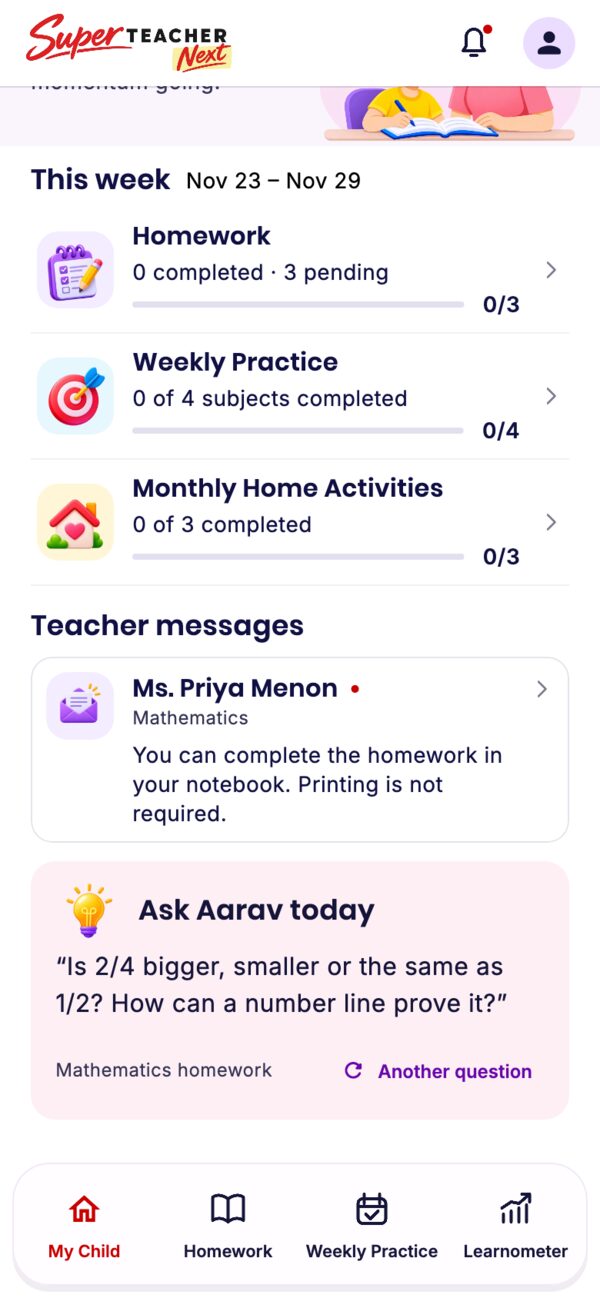 Super TEACHER
Next
momentum going.
This week Nov 23 – Nov 29
Homework
0 completed · 3 pending
0/3
Weekly Practice
0 of 4 subjects completed
0/4
Monthly Home Activities
0 of 3 completed
0/3
Teacher messages
Ms. Priya Menon
Mathematics
You can complete the homework in
your notebook. Printing is not
required.
Ask Aarav today
“Is 2/4 bigger, smaller or the same as
1/2? How can a number line prove it?”
Mathematics homework Another question
My Child Homework Weekly Practice Learnometer